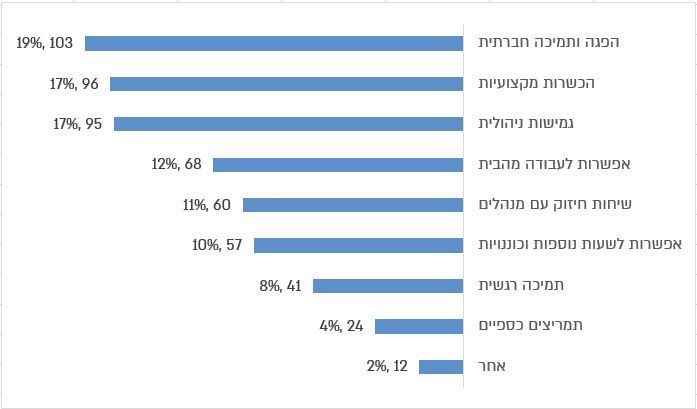 הפגה ותמיכה חברתית 19%, 103
הכשרות מקצועיות 17%, 96
גמישות ניהולית 17%, 95
אפשרות לעבודה מהבית 12%, 68
שיחות חיזוק עם מנהלים 11%, 60
אפשרות לשעות נוספות וכוננויות 10%, 57
תמיכה רגשית 8%, 41
תמריצים כספיים 4%, 24
אחר 2%, 12